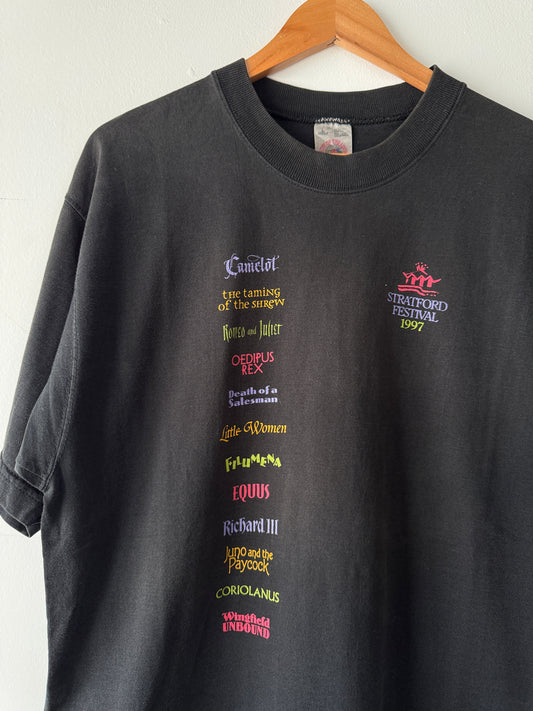 Camelot
the taming
of the SHREW
Romeo and Juliet
OEDIPUS
REX
Death of a
Salesman
Little Women
FILUMENA
EQUUS
Richard III
Juno and the
Paycock
CORIOLANUS
Wingfield
UNBOUND
STRATFORD
FESTIVAL
1997